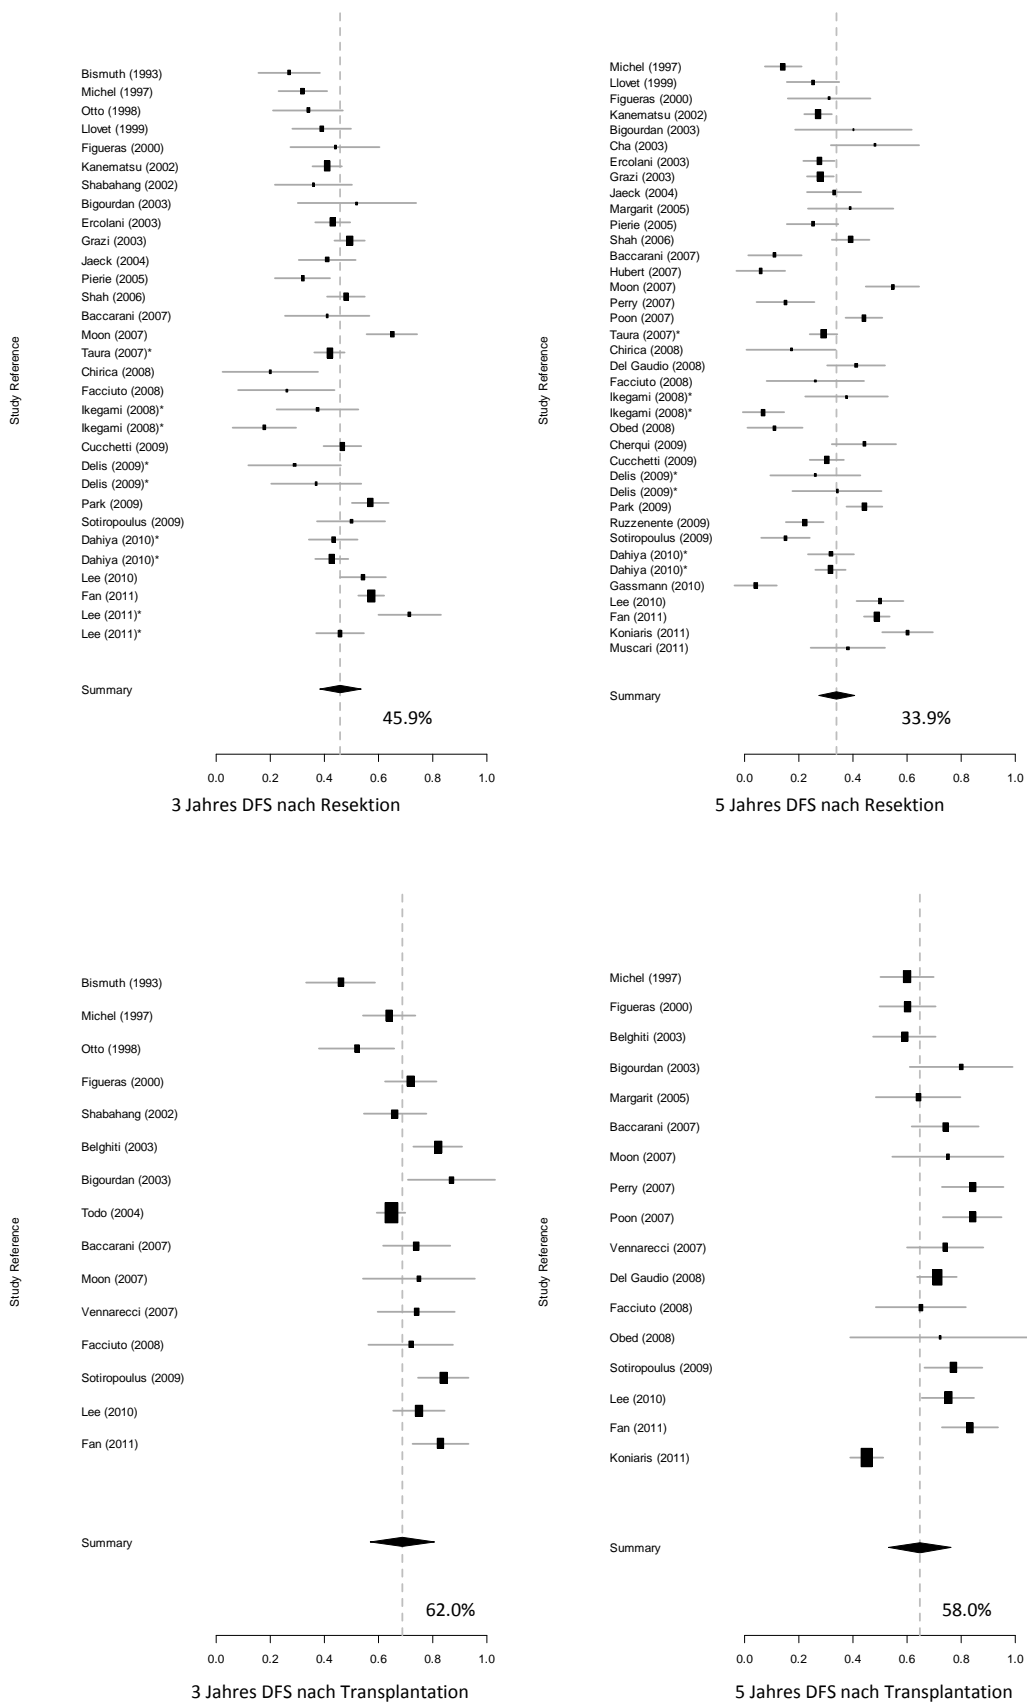 Study Reference
Bismuth (1993)
Michel (1997)
Otto (1998)
Llovet (1999)
Figueras (2000)
Kanematsu (2002)
Shabahang (2002)
Bigourdan (2003)
Ercolani (2003)
Grazi (2003)
Jaeck (2004)
Pierie (2005)
Shah (2006)
Baccarani (2007)
Moon (2007)
Taura (2007)*
Chirica (2008)
Facciuto (2008)
Ikegami (2008)*
Ikegami (2008)*
Cucchetti (2009)
Delis (2009)*
Delis (2009)*
Park (2009)
Sotiropoulus (2009)
Dahiya (2010)*
Dahiya (2010)*
Lee (2010)
Fan (2011)
Lee (2011)*
Lee (2011)*
Summary
45.9%
0.0 0.2 0.4 0.6 0.8 1.0
3 Jahres DFS nach Resektion
Study Reference
Michel (1997)
Llovet (1999)
Figueras (2000)
Kanematsu (2002)
Bigourdan (2003)
Cha (2003)
Ercolani (2003)
Grazi (2003)
Jaeck (2004)
Margarit (2005)
Pierie (2005)
Shah (2006)
Baccarani (2007)
Hubert (2007)
Moon (2007)
Perry (2007)
Poon (2007)
Taura (2007)*
Chirica (2008)
Del Gaudio (2008)
Facciuto (2008)
Ikegami (2008)*
Ikegami (2008)*
Obed (2008)
Cherqui (2009)
Cucchetti (2009)
Delis (2009)*
Delis (2009)*
Park (2009)
Ruzzenente (2009)
Sotiropoulus (2009)
Dahiya (2010)*
Dahiya (2010)*
Gassmann (2010)
Lee (2010)
Fan (2011)
Koniaris (2011)
Muscari (2011)
Summary
33.9%
0.0 0.2 0.4 0.6 0.8 1.0
5 Jahres DFS nach Resektion
Study Reference
Bismuth (1993)
Michel (1997)
Otto (1998)
Figueras (2000)
Shabahang (2002)
Belghiti (2003)
Bigourdan (2003)
Todo (2004)
Baccarani (2007)
Moon (2007)
Vennarecci (2007)
Facciuto (2008)
Sotiropoulus (2009)
Lee (2010)
Fan (2011)
Summary
62.0%
0.0 0.2 0.4 0.6 0.8 1.0
3 Jahres DFS nach Transplantation
Study Reference
Michel (1997)
Figueras (2000)
Belghiti (2003)
Bigourdan (2003)
Margarit (2005)
Baccarani (2007)
Moon (2007)
Perry (2007)
Poon (2007)
Vennarecci (2007)
Del Gaudio (2008)
Facciuto (2008)
Obed (2008)
Sotiropoulus (2009)
Lee (2010)
Fan (2011)
Koniaris (2011)
Summary
58.0%
0.0 0.2 0.4 0.6 0.8 1.0
5 Jahres DFS nach Transplantation